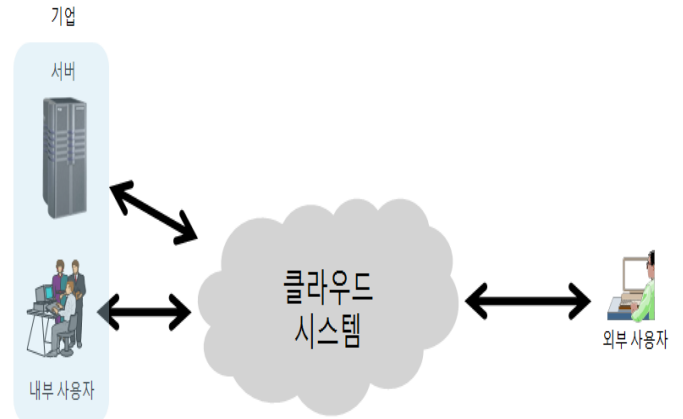 기업
서버
내부 사용자
클라우드
시스템
외부 사용자